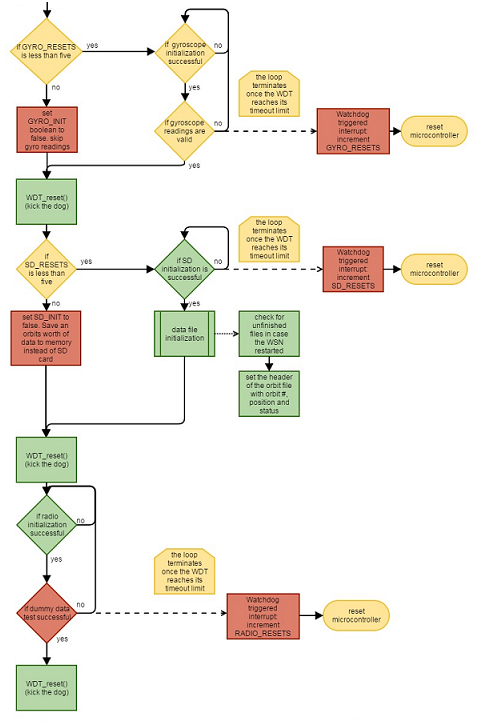 if GYRO_RESETS
is less than five
yes
no
if gyroscope
initialization
successful
no
yes
if gyroscope
readings are
valid
no
yes
the loop
terminates
once the WDT
reaches its
timeout limit
Watchdog
triggered
interrupt:
increment
GYRO_RESETS
reset
microcontroller
set
GYRO_INIT
boolean to
false. skip
gyro readings
WDT_reset()
(kick the dog)
if
SD_RESETS
is less than
five
yes
no
if SD
initialization is
successful
no
yes
the loop
terminates
once the WDT
reaches its
timeout limit
Watchdog
triggered
interrupt:
increment
SD_RESETS
reset
microcontroller
set SD_INIT to
false. Save an
orbits worth of
data to memory
instead of SD
card
data file
initialization
check for
unfinished
files in case
the WSN
restarted
set the header
of the orbit file
with orbit #,
position and
status
WDT_reset()
(kick the dog)
if radio
initialization
successful
no
yes
the loop
terminates
once the WDT
reaches its
timeout limit
if dummy data
test successful
no
yes
Watchdog
triggered
interrupt:
increment
RADIO_RESETS
reset
microcontroller
WDT_reset()
(kick the dog)